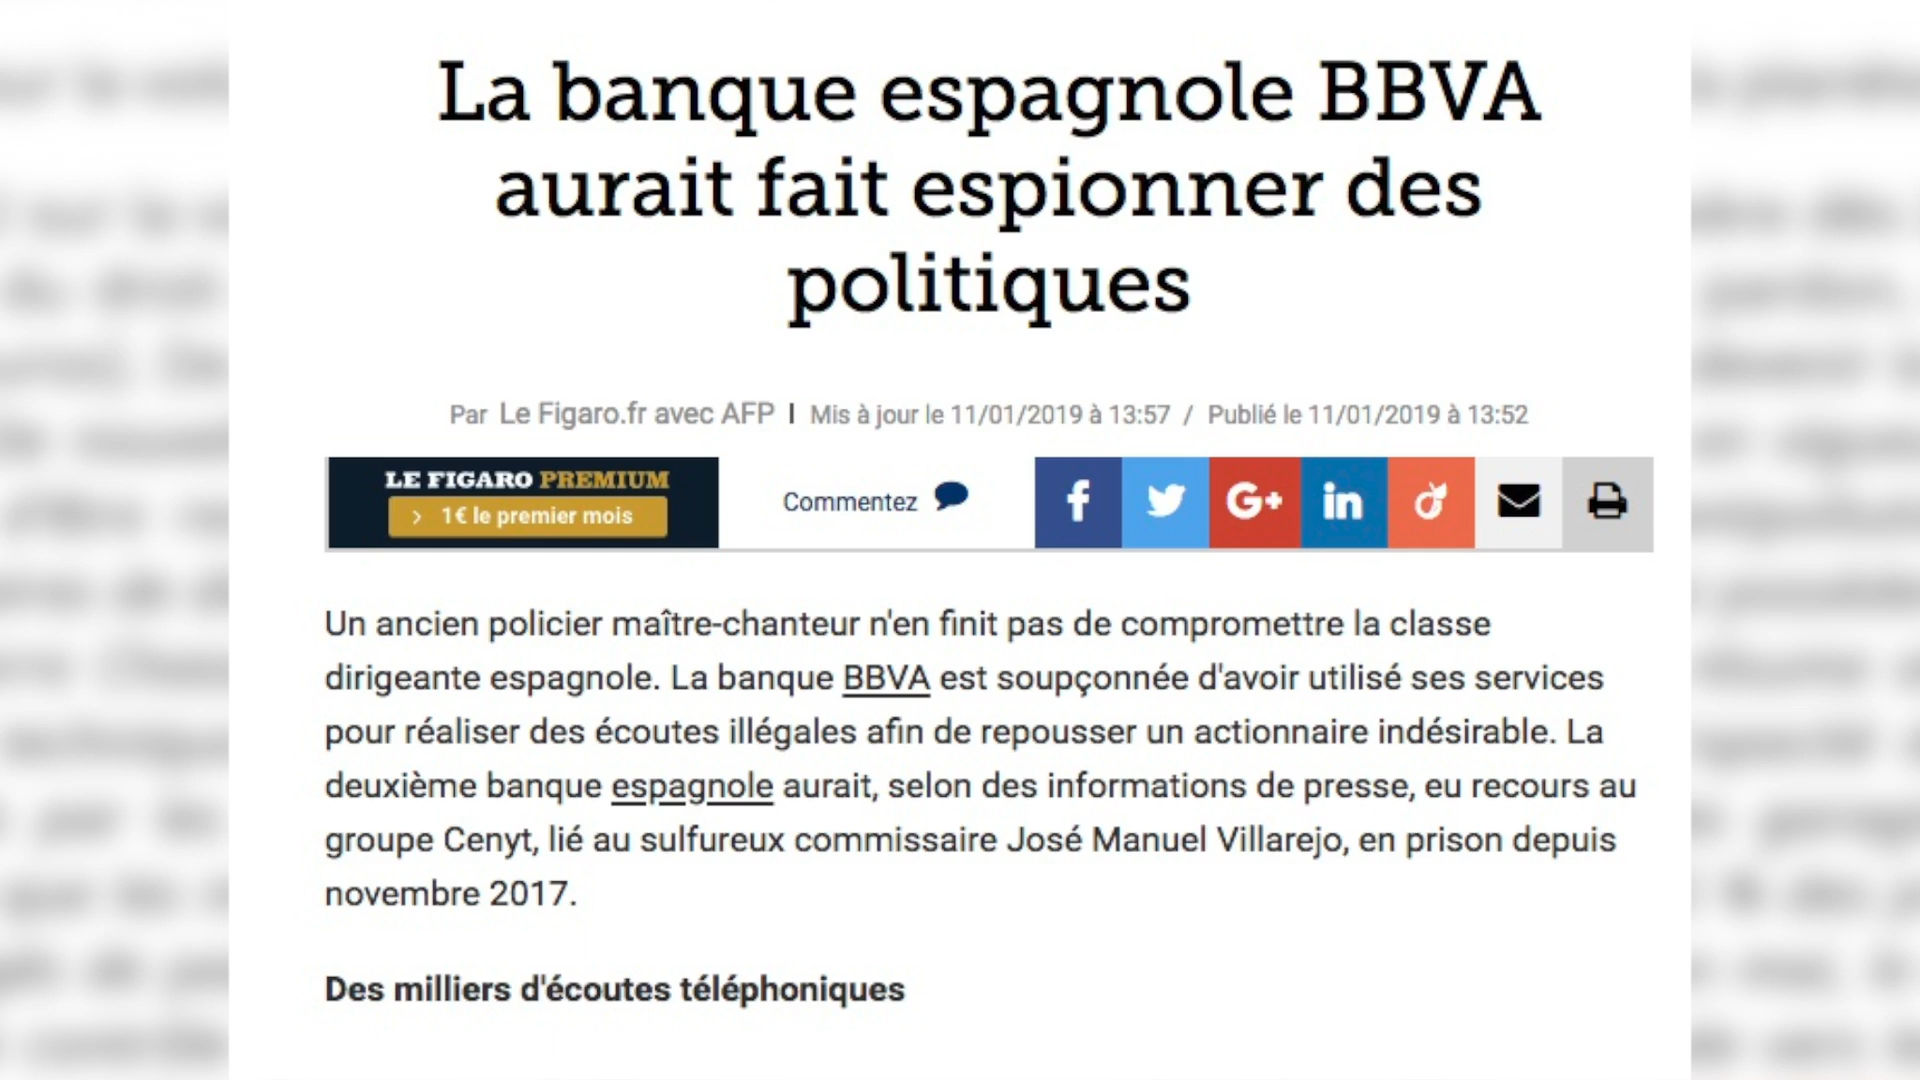 La banque espagnole BBVA
aurait fait espionner des
politiques
Par Le Figaro.fr avec AFP | Mis à jour le 11/01/2019 à 13:57 / Publié le 11/01/2019 à 13:52
LE FIGARO PREMIUM
> 1€ le premier mois
Commentez
f
G+
in
Un ancien policier maître-chanteur n'en finit pas de compromettre la classe
dirigeante espagnole. La banque BBVA est soupçonnée d'avoir utilisé ses services
pour réaliser des écoutes illégales afin de repousser un actionnaire indésirable. La
deuxième banque espagnole aurait, selon des informations de presse, eu recours au
groupe Cenyt, lié au sulfureux commissaire José Manuel Villarejo, en prison depuis
novembre 2017.
Des milliers d'écoutes téléphoniques